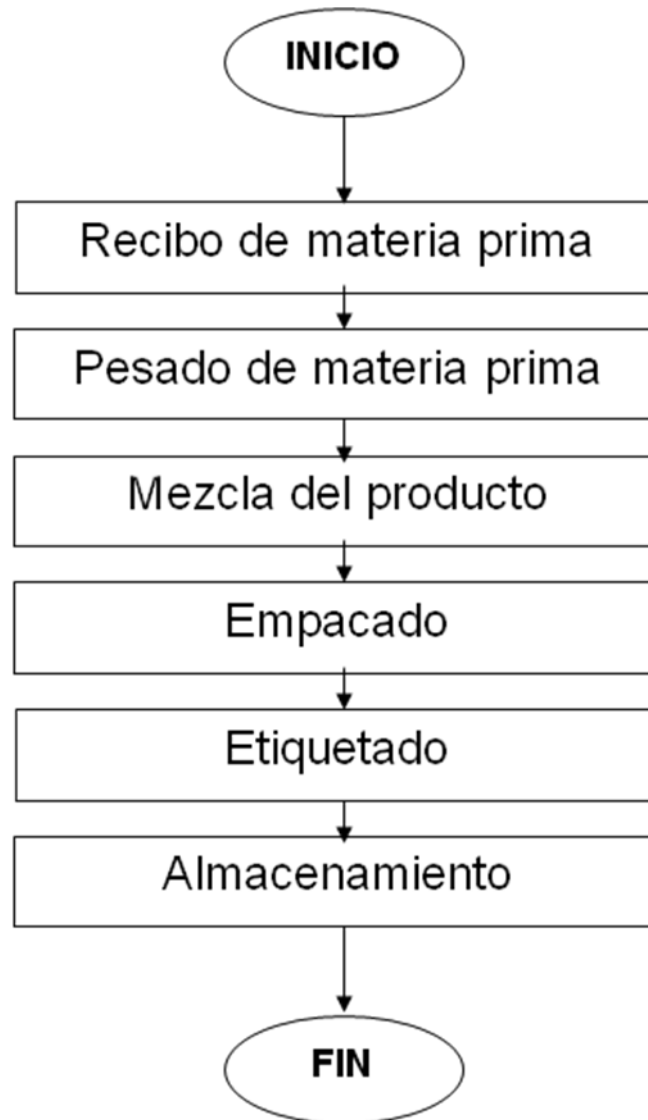 INICIO
Recibo de materia prima
Pesado de materia prima
Mezcla del producto
Empacado
Etiquetado
Almacenamiento
FIN